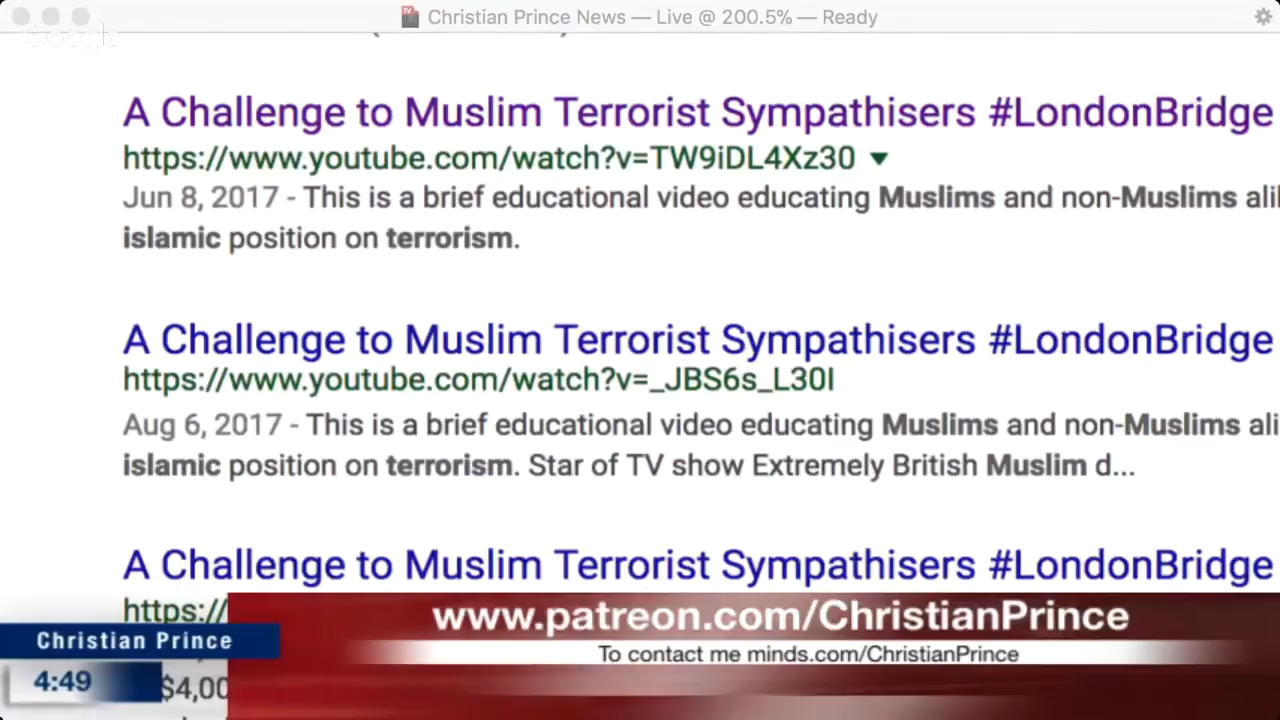 Christian Prince News — Live @ 200.5% — Ready
Google
A Challenge to Muslim Terrorist Sympathisers #LondonBridge
https://www.youtube.com/watch?v=TW9iDL4Xz30
Jun 8, 2017 - This is a brief educational video educating Muslims and non-Muslims
islamic position on terrorism.
A Challenge to Muslim Terrorist Sympathisers #LondonBridge
https://www.youtube.com/watch?v=_JBS6s_L30I
Aug 6, 2017 - This is a brief educational video educating Muslims and non-Muslims
islamic position on terrorism. Star of TV show Extremely British Muslim d...
A Challenge to Muslim Terrorist Sympathisers #LondonBridge
https://
www.patreon.com/ChristianPrince
Christian Prince
To contact me minds.com/ChristianPrince
4:49
$4,00